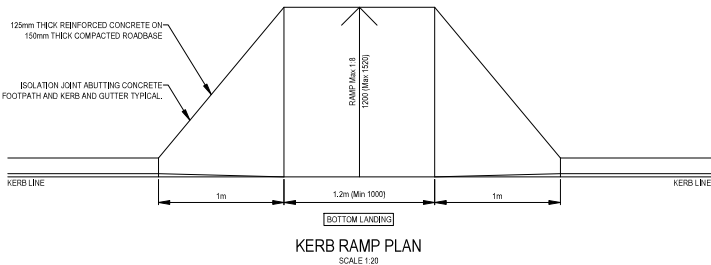 125mm THICK REINFORCED CONCRETE ON
150mm THICK COMPACTED ROADBASE
ISOLATION JOINT ABUTTING CONCRETE
FOOTPATH AND KERB AND GUTTER TYPICAL.
RAMP Max 1:8
1200 (Max 1520)
KERB LINE
KERB LINE
1m
1.2m (Min 1000)
1m
BOTTOM LANDING
KERB RAMP PLAN
SCALE 1:20